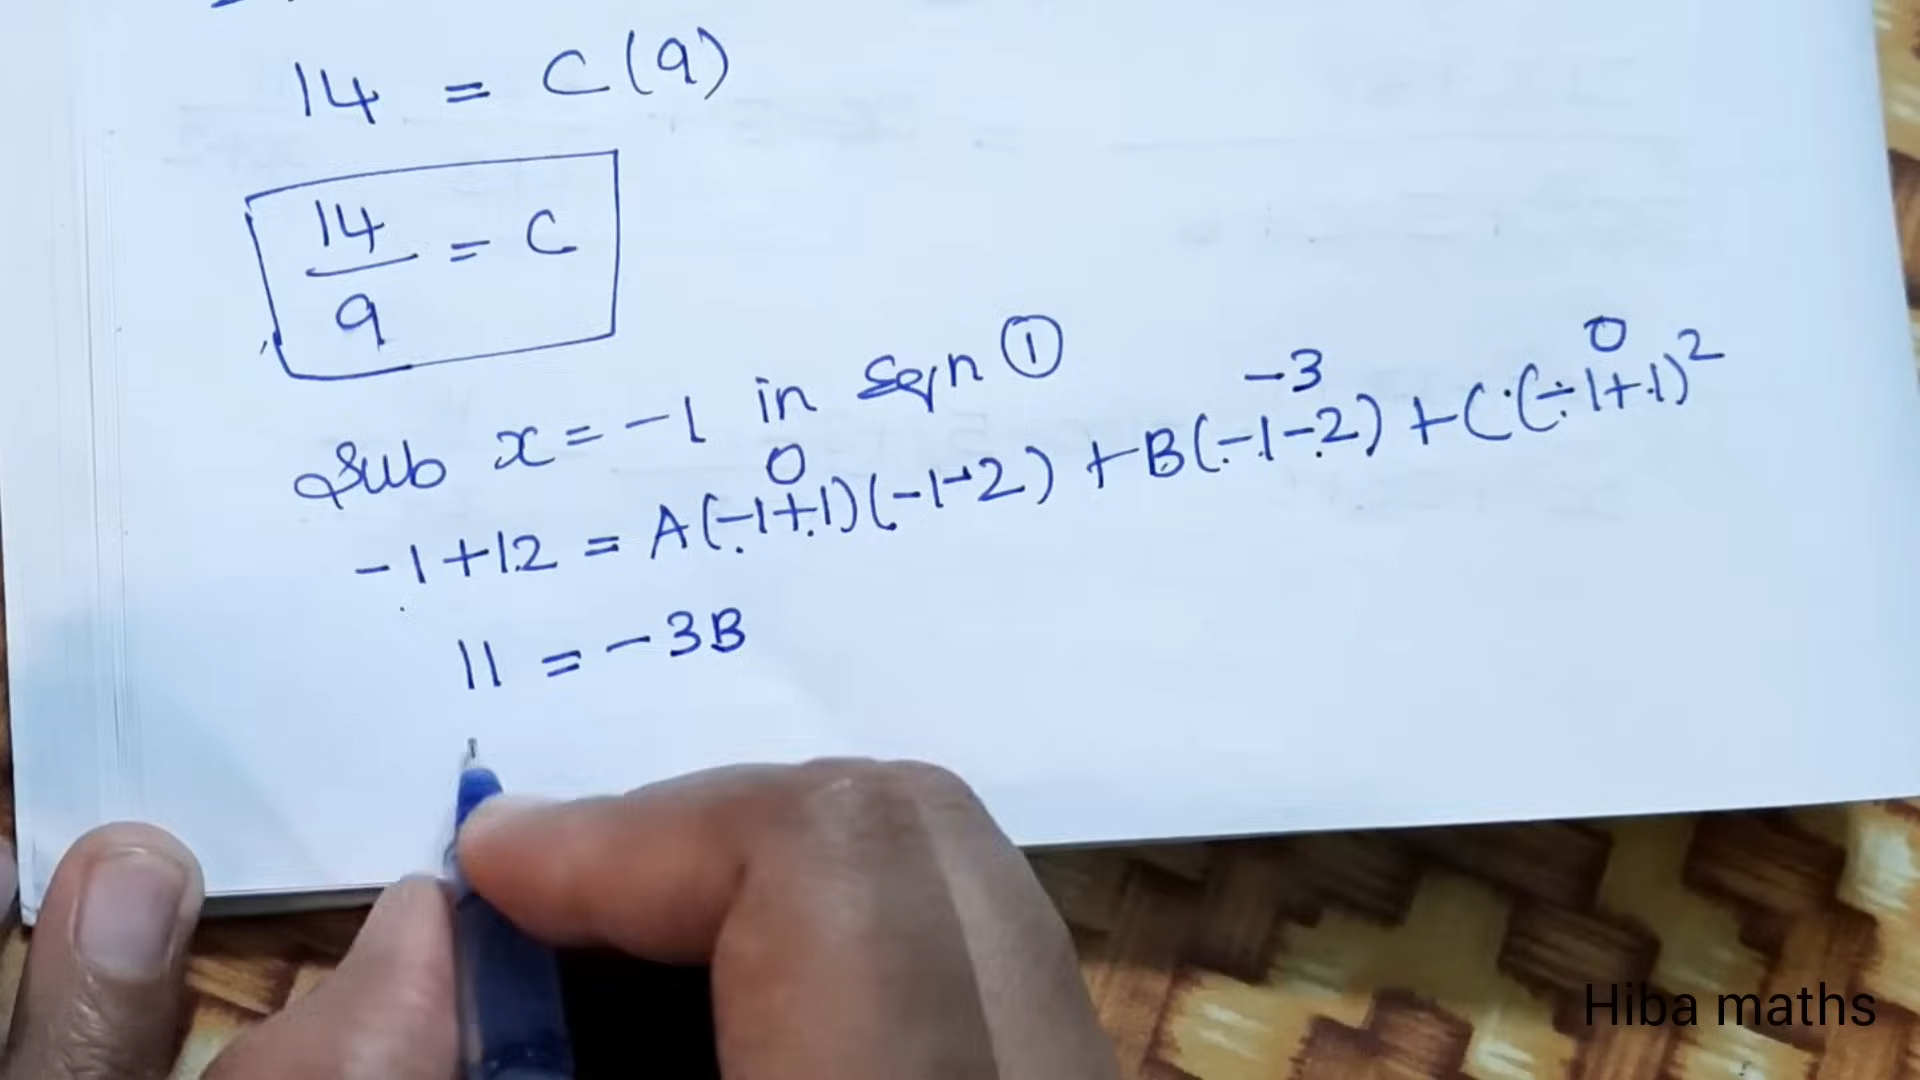 14 = C(9)
14/9 = C
Sub x = -1 in Eqn ①
0 -3 0
-1+12 = A(-1+1)(-1-2) + B(-1-2) + C(-1+1)²
11 = -3B
Hiba maths